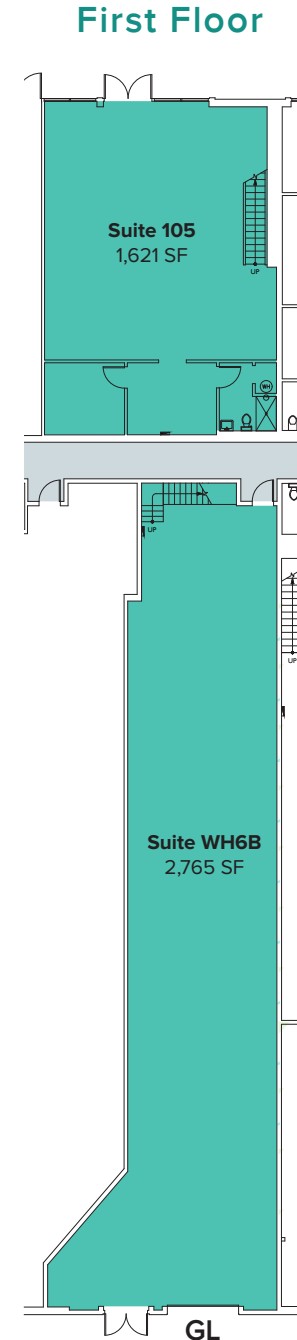 First Floor
Suite 105
1,621 SF
UP
WH
UP
UP
Suite WH6B
2,765 SF
GL